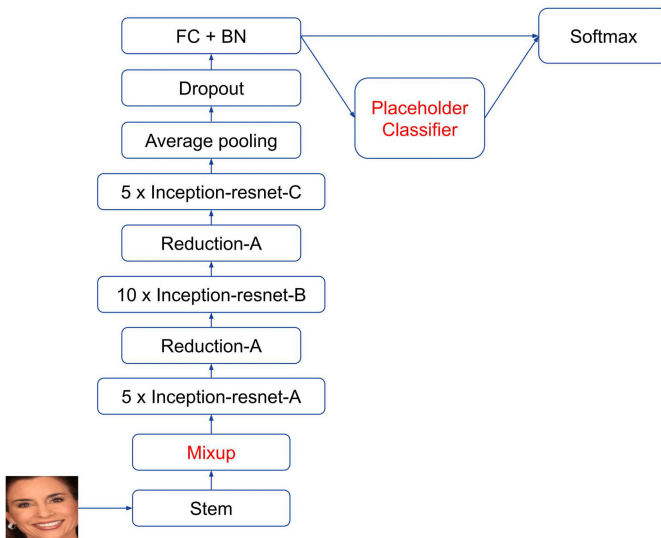 FC + BN
Softmax
Dropout
Placeholder
Classifier
Average pooling
5 x Inception-resnet-C
Reduction-A
10 x Inception-resnet-B
Reduction-A
5 x Inception-resnet-A
Mixup
Stem